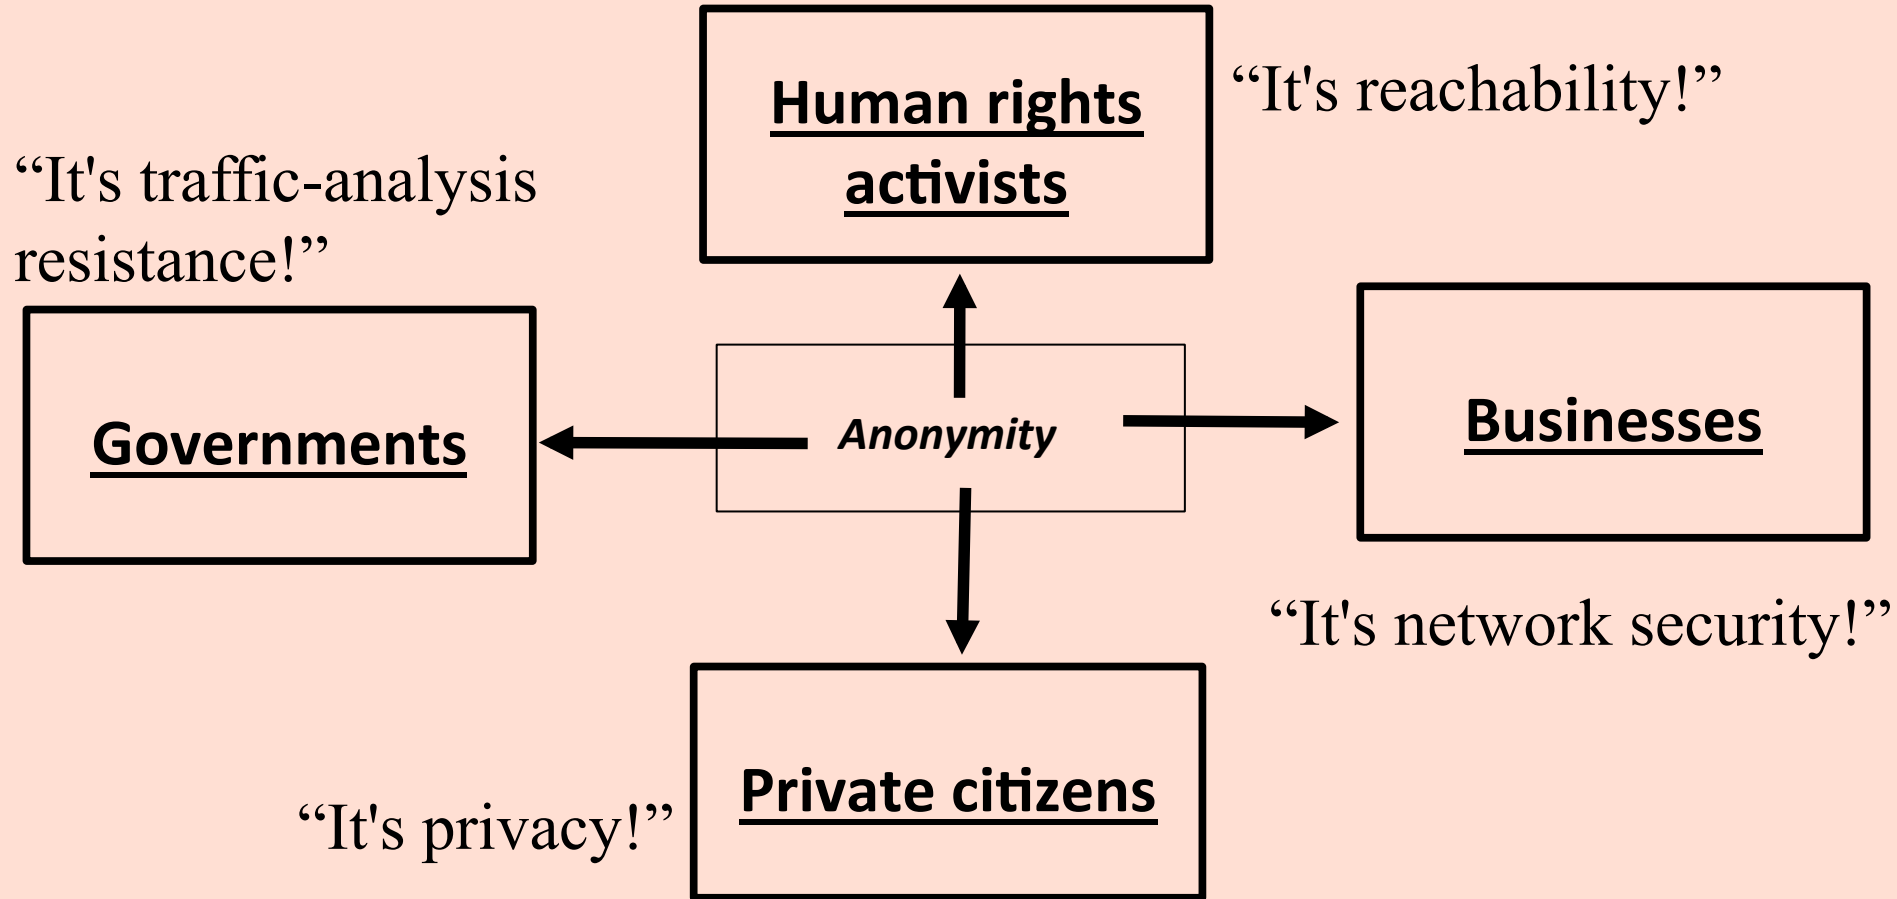 Human rights
activists
“It's reachability!”
“It's traffic-analysis
resistance!”
Governments
Anonymity
Businesses
“It's network security!”
Private citizens
“It's privacy!”